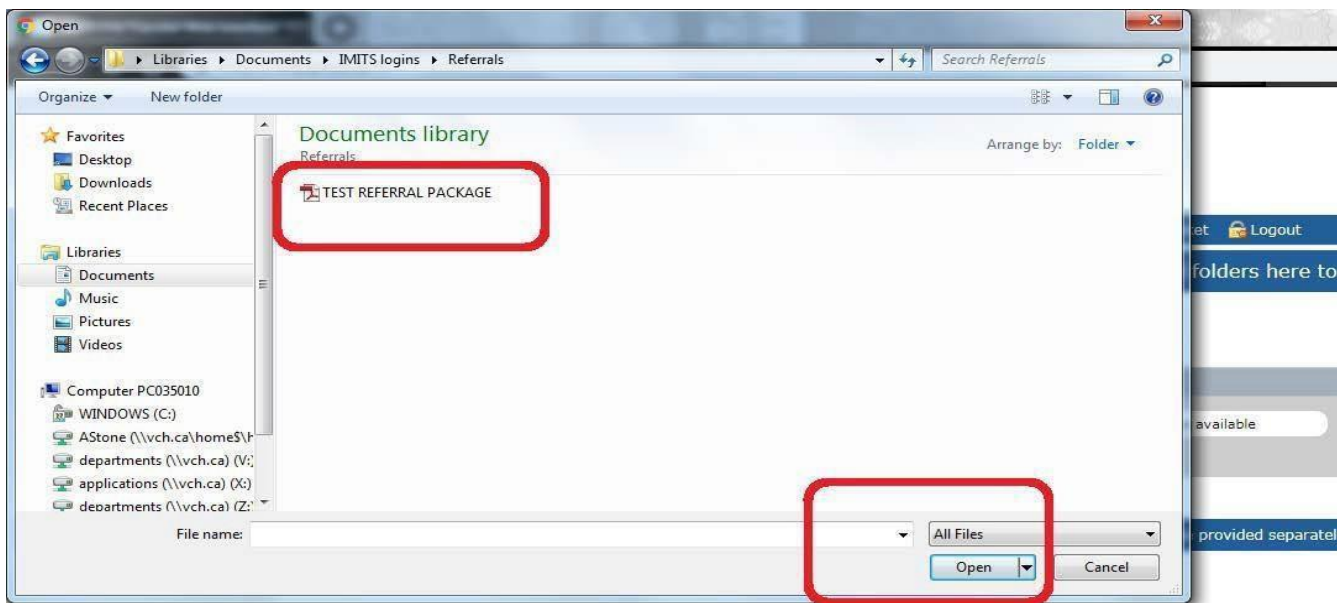 Open
Libraries ▸ Documents ▸ IMITS logins ▸ Referrals
Search Referrals
Organize
New folder
Favorites
Desktop
Downloads
Recent Places
Libraries
Documents
Music
Pictures
Videos
Computer PC035010
WINDOWS (C:)
AStone (\\vch.ca\home$\h
departments (\\vch.ca) (V:
applications (\\vch.ca) (X:)
departments (\\vch.ca) (Z:
Documents library
Referrals
Arrange by: Folder
TEST REFERRAL PACKAGE
File name:
All Files
Open
Cancel
et Logout
folders here to
available
provided separatel